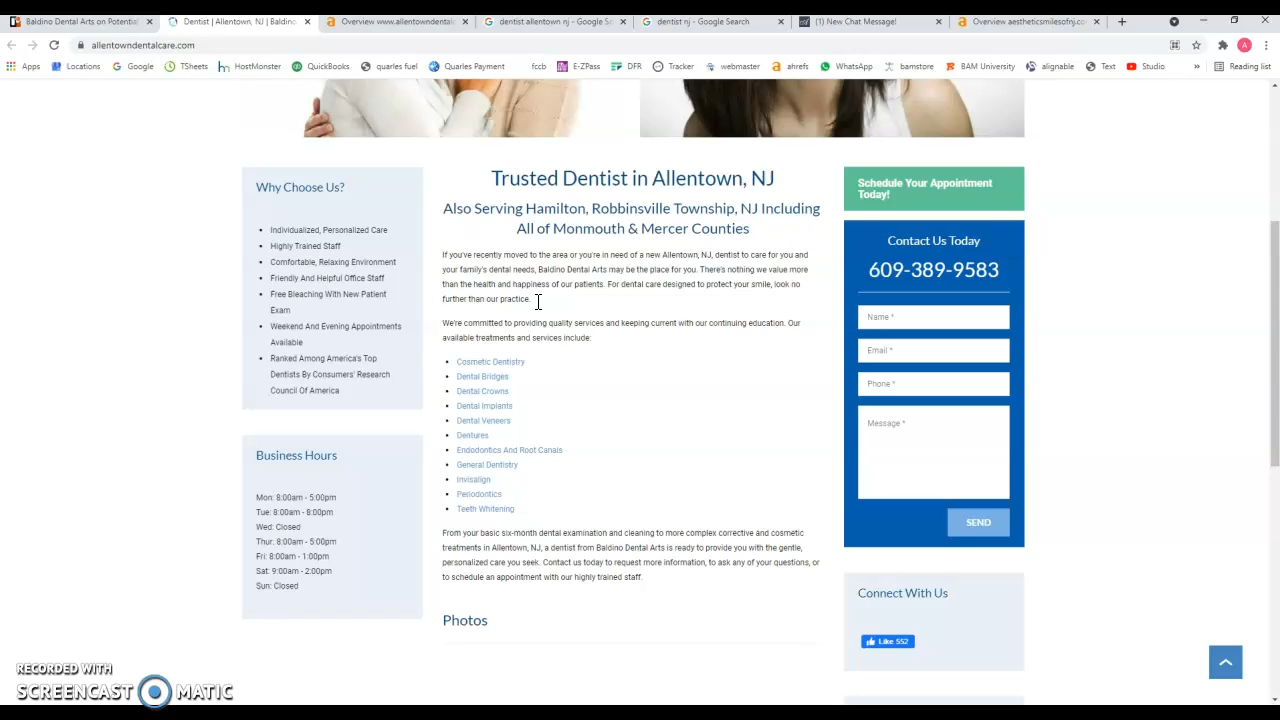 Baldino Dental Arts on Potential
Dentist | Allentown, NJ | Baldino
Overview www.allentowndental
dentist allentown nj - Google Se
dentist nj - Google Search
(1) New Chat Message!
Overview aestheticsmilesofnj.co
allentowndentalcare.com
A
Apps
Locations
Google
TSheets
HostMonster
QuickBooks
quarles fuel
Quarles Payment
fccb
E-ZPass
DFR
Tracker
webmaster
ahrefs
WhatsApp
bamstore
BAM University
alignable
Text
Studio
»
Reading list
Why Choose Us?
Individualized, Personalized Care
Highly Trained Staff
Comfortable, Relaxing Environment
Friendly And Helpful Office Staff
Free Bleaching With New Patient
Exam
Weekend And Evening Appointments
Available
Ranked Among America's Top
Dentists By Consumers' Research
Council Of America
Business Hours
Mon: 8:00am - 5:00pm
Tue: 8:00am - 8:00pm
Wed: Closed
Thur: 8:00am - 5:00pm
Fri: 8:00am - 1:00pm
Sat: 9:00am - 2:00pm
Sun: Closed
Trusted Dentist in Allentown, NJ
Also Serving Hamilton, Robbinsville Township, NJ Including
All of Monmouth & Mercer Counties
If you've recently moved to the area or you're in need of a new Allentown, NJ, dentist to care for you and
your family's dental needs, Baldino Dental Arts may be the place for you. There's nothing we value more
than the health and happiness of our patients. For dental care designed to protect your smile, look no
further than our practice.
We're committed to providing quality services and keeping current with our continuing education. Our
available treatments and services include:
Cosmetic Dentistry
Dental Bridges
Dental Crowns
Dental Implants
Dental Veneers
Dentures
Endodontics And Root Canals
General Dentistry
Invisalign
Periodontics
Teeth Whitening
From your basic six-month dental examination and cleaning to more complex corrective and cosmetic
treatments in Allentown, NJ, a dentist from Baldino Dental Arts is ready to provide you with the gentle,
personalized care you seek. Contact us today to request more information, to ask any of your questions, or
to schedule an appointment with our highly trained staff.
Photos
Schedule Your Appointment
Today!
Contact Us Today
609-389-9583
Name *
Email *
Phone *
Message *
SEND
Connect With Us
Like 552
RECORDED WITH
SCREENCAST MATIC